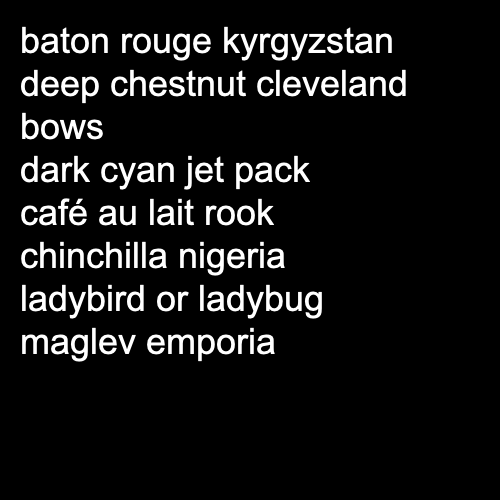 baton rouge kyrgyzstan
deep chestnut cleveland
bows
dark cyan jet pack
café au lait rook
chinchilla nigeria
ladybird or ladybug
maglev emporia